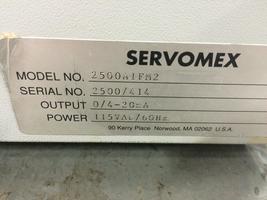 SERVOMEX
MODEL NO. 2500A1FM2
SERIAL NO. 2500/414
OUTPUT 0/4-20mA
POWER 115VAC/60Hz
90 Kerry Place Norwood, MA 02062 U.S.A.